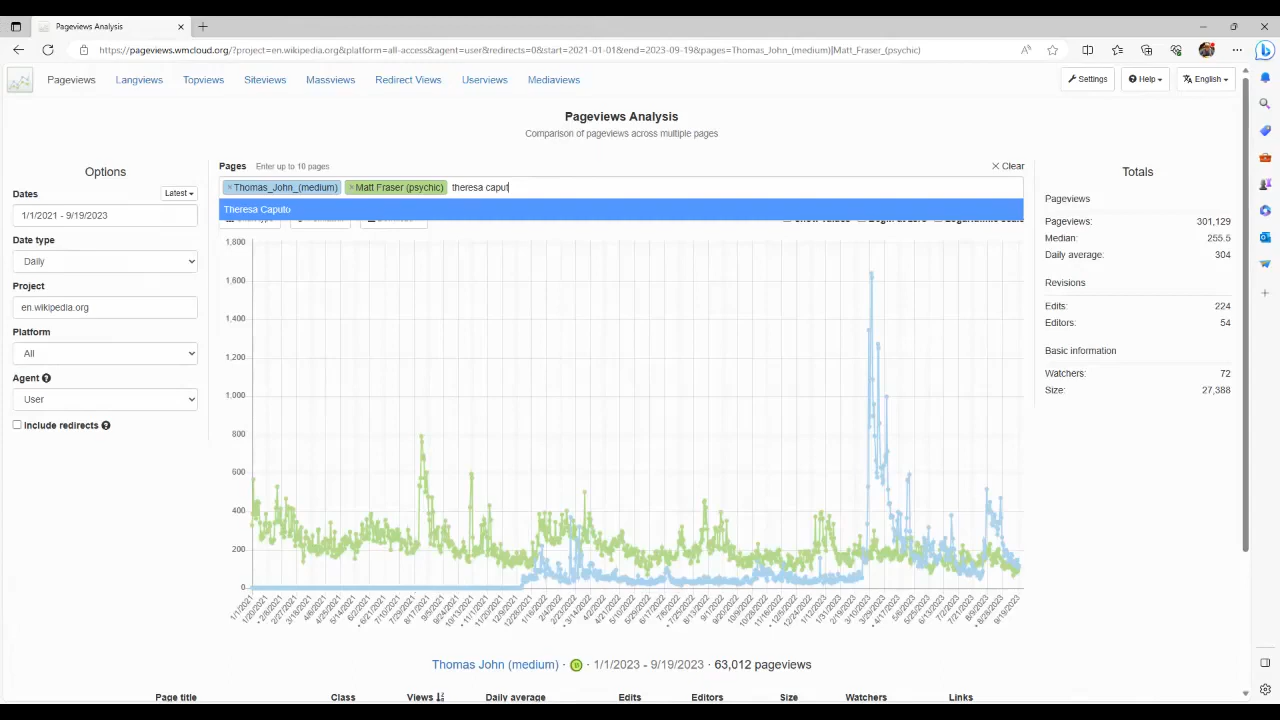 Pageviews Analysis
https://pageviews.wmcloud.org/?project=en.wikipedia.org&platform=all-access&agent=user&redirects=0&start=2021-01-01&end=2023-09-19&pages=Thomas_John_(medium)|Matt_Fraser_(psychic)
Pageviews Langviews Topviews Siteviews Massviews Redirect Views Userviews Mediaviews
Settings Help English
Pageviews Analysis
Comparison of pageviews across multiple pages
Options
Dates Latest
1/1/2021 - 9/19/2023
Date type
Daily
Project
en.wikipedia.org
Platform
All
Agent
User
Include redirects
Pages Enter up to 10 pages
Clear
× Thomas_John_(medium) × Matt Fraser (psychic) theresa caput
Theresa Caputo
1,800
1,600
1,400
1,200
1,000
800
600
400
200
0
Totals
Pageviews
Pageviews: 301,129
Median: 255.5
Daily average: 304
Revisions
Edits: 224
Editors: 54
Basic information
Watchers: 72
Size: 27,388
Thomas John (medium) · 1/1/2023 - 9/19/2023 · 63,012 pageviews
Page title Class Views Daily average Edits Editors Size Watchers Links